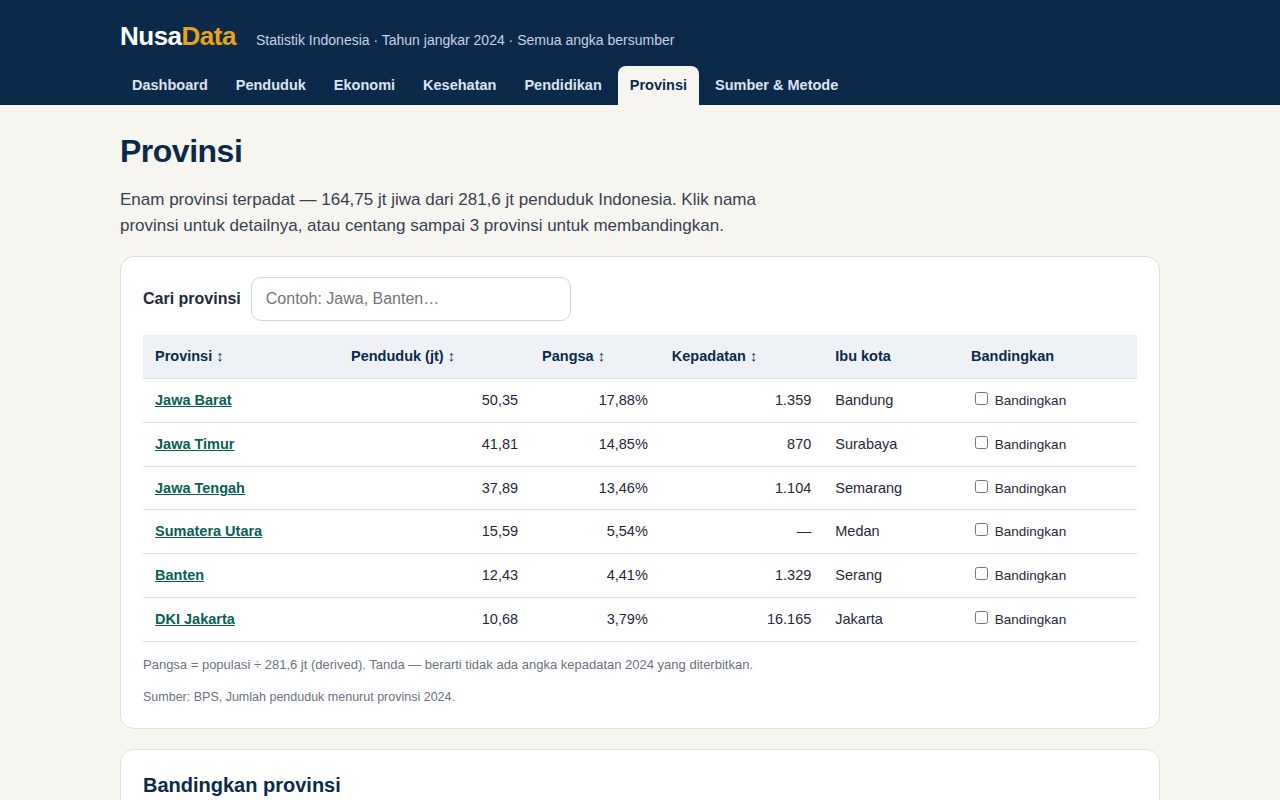 NusaData Statistik Indonesia · Tahun jangkar 2024 · Semua angka bersumber
Dashboard Penduduk Ekonomi Kesehatan Pendidikan Provinsi Sumber & Metode
Provinsi
Enam provinsi terpadat — 164,75 jt jiwa dari 281,6 jt penduduk Indonesia. Klik nama
provinsi untuk detailnya, atau centang sampai 3 provinsi untuk membandingkan.
Cari provinsi Contoh: Jawa, Banten…
Provinsi ↕ Penduduk (jt) ↕ Pangsa ↕ Kepadatan ↕ Ibu kota Bandingkan
Jawa Barat 50,35 17,88% 1.359 Bandung Bandingkan
Jawa Timur 41,81 14,85% 870 Surabaya Bandingkan
Jawa Tengah 37,89 13,46% 1.104 Semarang Bandingkan
Sumatera Utara 15,59 5,54% — Medan Bandingkan
Banten 12,43 4,41% 1.329 Serang Bandingkan
DKI Jakarta 10,68 3,79% 16.165 Jakarta Bandingkan
Pangsa = populasi ÷ 281,6 jt (derived). Tanda — berarti tidak ada angka kepadatan 2024 yang diterbitkan.
Sumber: BPS, Jumlah penduduk menurut provinsi 2024.
Bandingkan provinsi